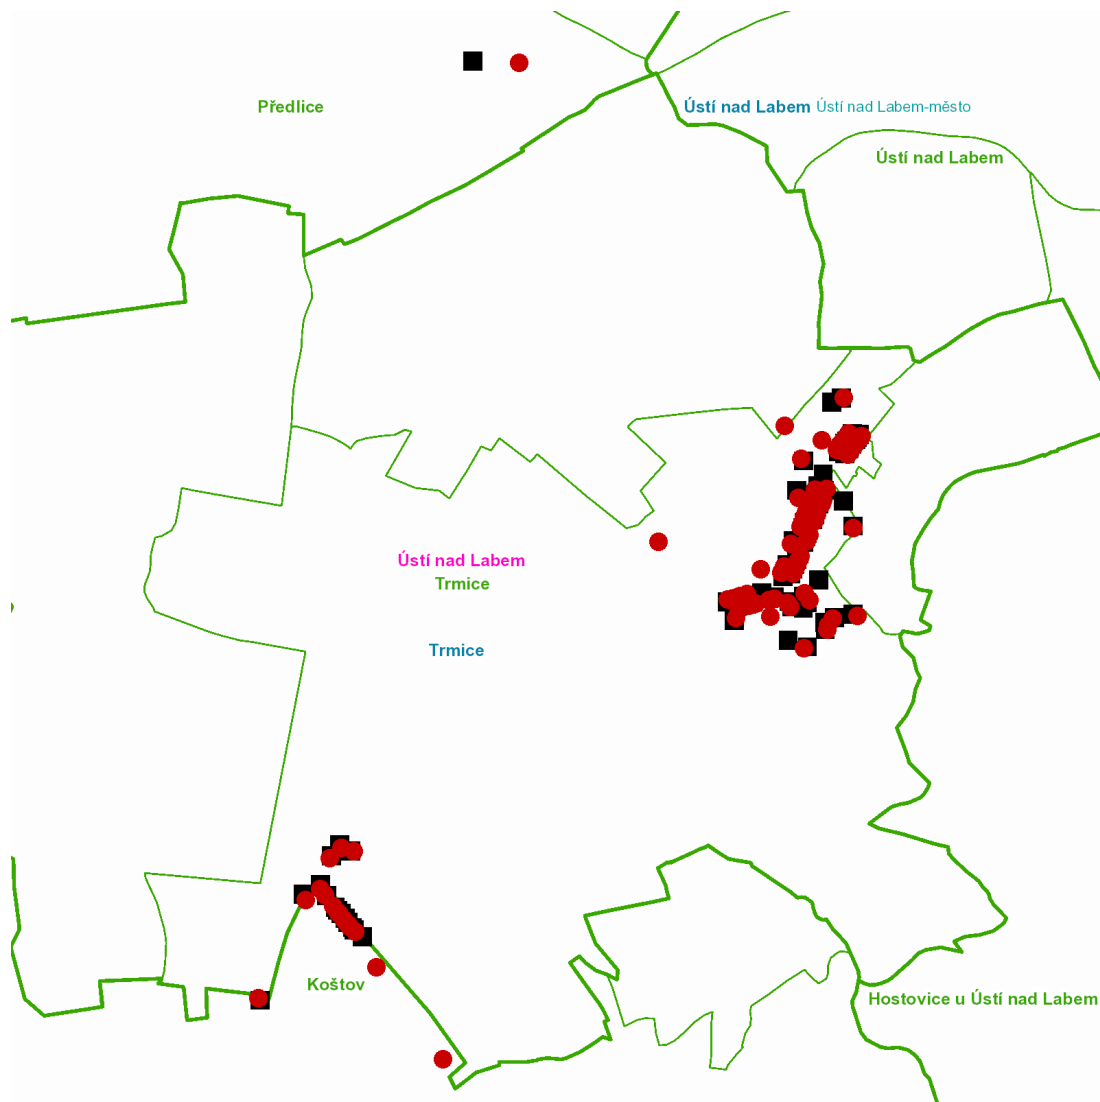 Předlice
Ústí nad Labem Ústí nad Labem-město
Ústí nad Labem
Ústí nad Labem
Trmice
Trmice
Koštov
Hostovice u Ústí nad Labem